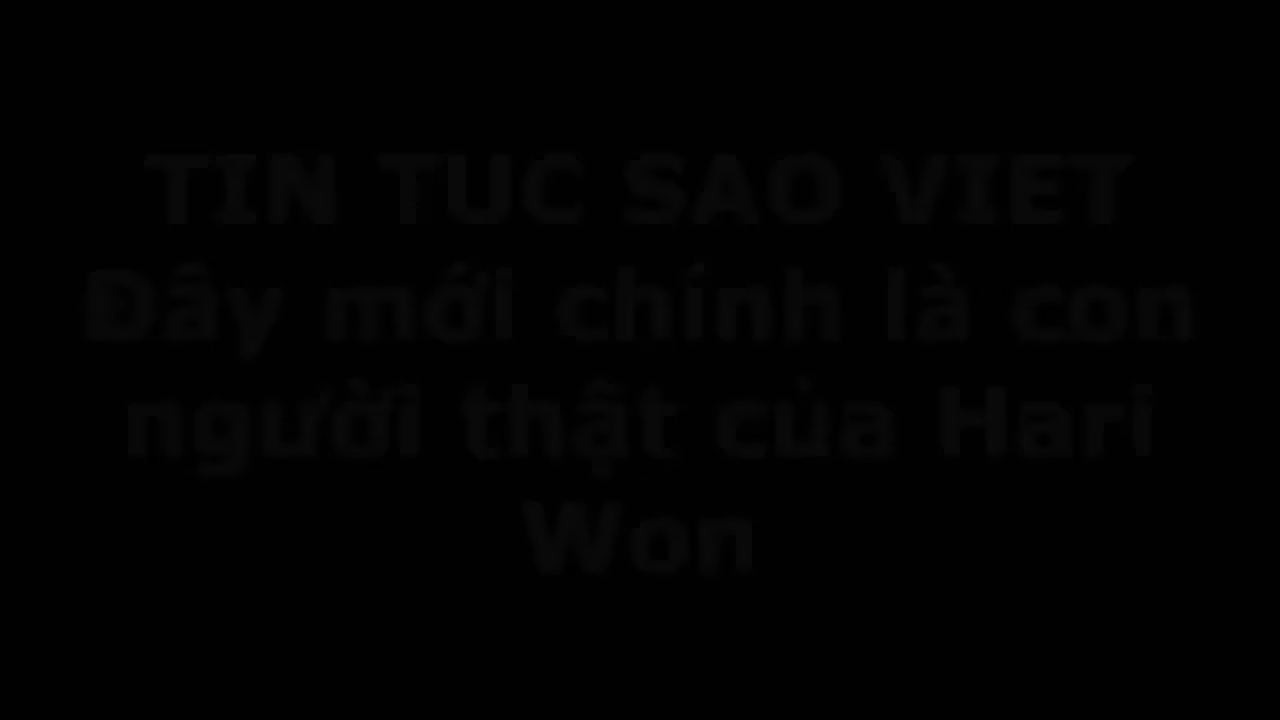 TIN TUC SAO VIET
Đây mới chính là con
người thật của Hari
Won